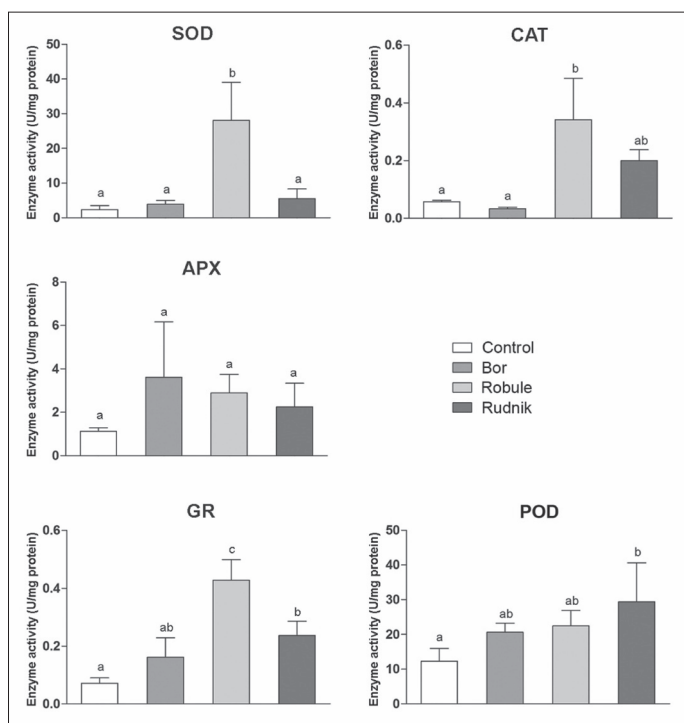 SOD
Enzyme activity (U/mg protein)
50
40
30
20
10
0
a
a
b
a
CAT
Enzyme activity (U/mg protein)
0.6
0.4
0.2
0.0
a
a
b
ab
APX
Enzyme activity (U/mg protein)
8
6
4
2
0
a
a
a
a
Control
Bor
Robule
Rudnik
GR
Enzyme activity (U/mg protein)
0.6
0.4
0.2
0.0
a
ab
c
b
POD
Enzyme activity (U/mg protein)
50
40
30
20
10
0
a
ab
ab
b